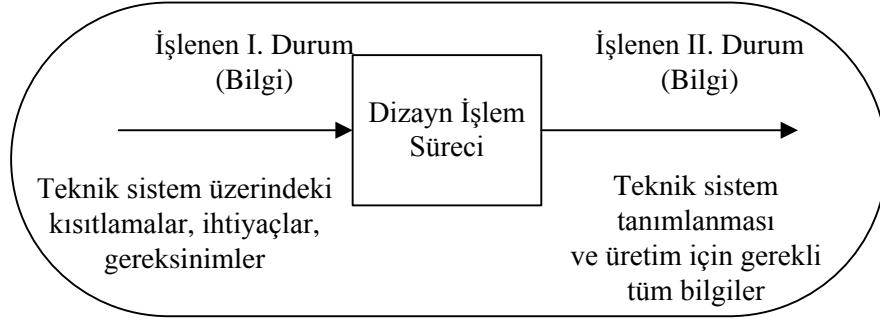 İşlenen I. Durum
(Bilgi)
Teknik sistem üzerindeki
kısıtlamalar, ihtiyaçlar,
gereksinimler
Dizayn İşlem
Süreci
İşlenen II. Durum
(Bilgi)
Teknik sistem
tanımlanması
ve üretim için gerekli
tüm bilgiler